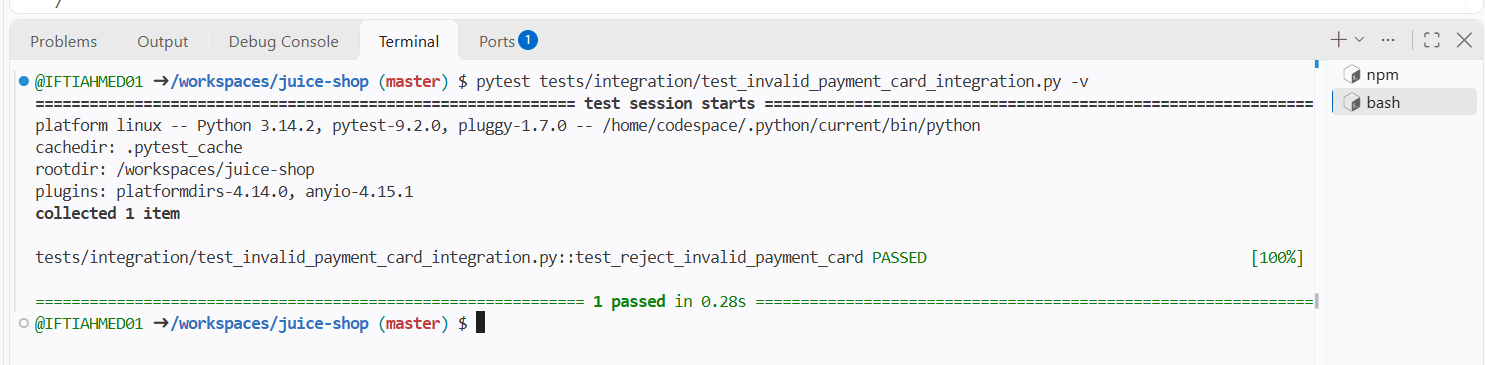 Problems Output Debug Console Terminal Ports 1
@IFTIAHMED01 ➜/workspaces/juice-shop (master) $ pytest tests/integration/test_invalid_payment_card_integration.py -v
============================================================ test session starts =============================================================
platform linux -- Python 3.14.2, pytest-9.2.0, pluggy-1.7.0 -- /home/codespace/.python/current/bin/python
cachedir: .pytest_cache
rootdir: /workspaces/juice-shop
plugins: platformdirs-4.14.0, anyio-4.15.1
collected 1 item
tests/integration/test_invalid_payment_card_integration.py::test_reject_invalid_payment_card PASSED [100%]
============================================================= 1 passed in 0.28s ==============================================================
@IFTIAHMED01 ➜/workspaces/juice-shop (master) $
npm
bash